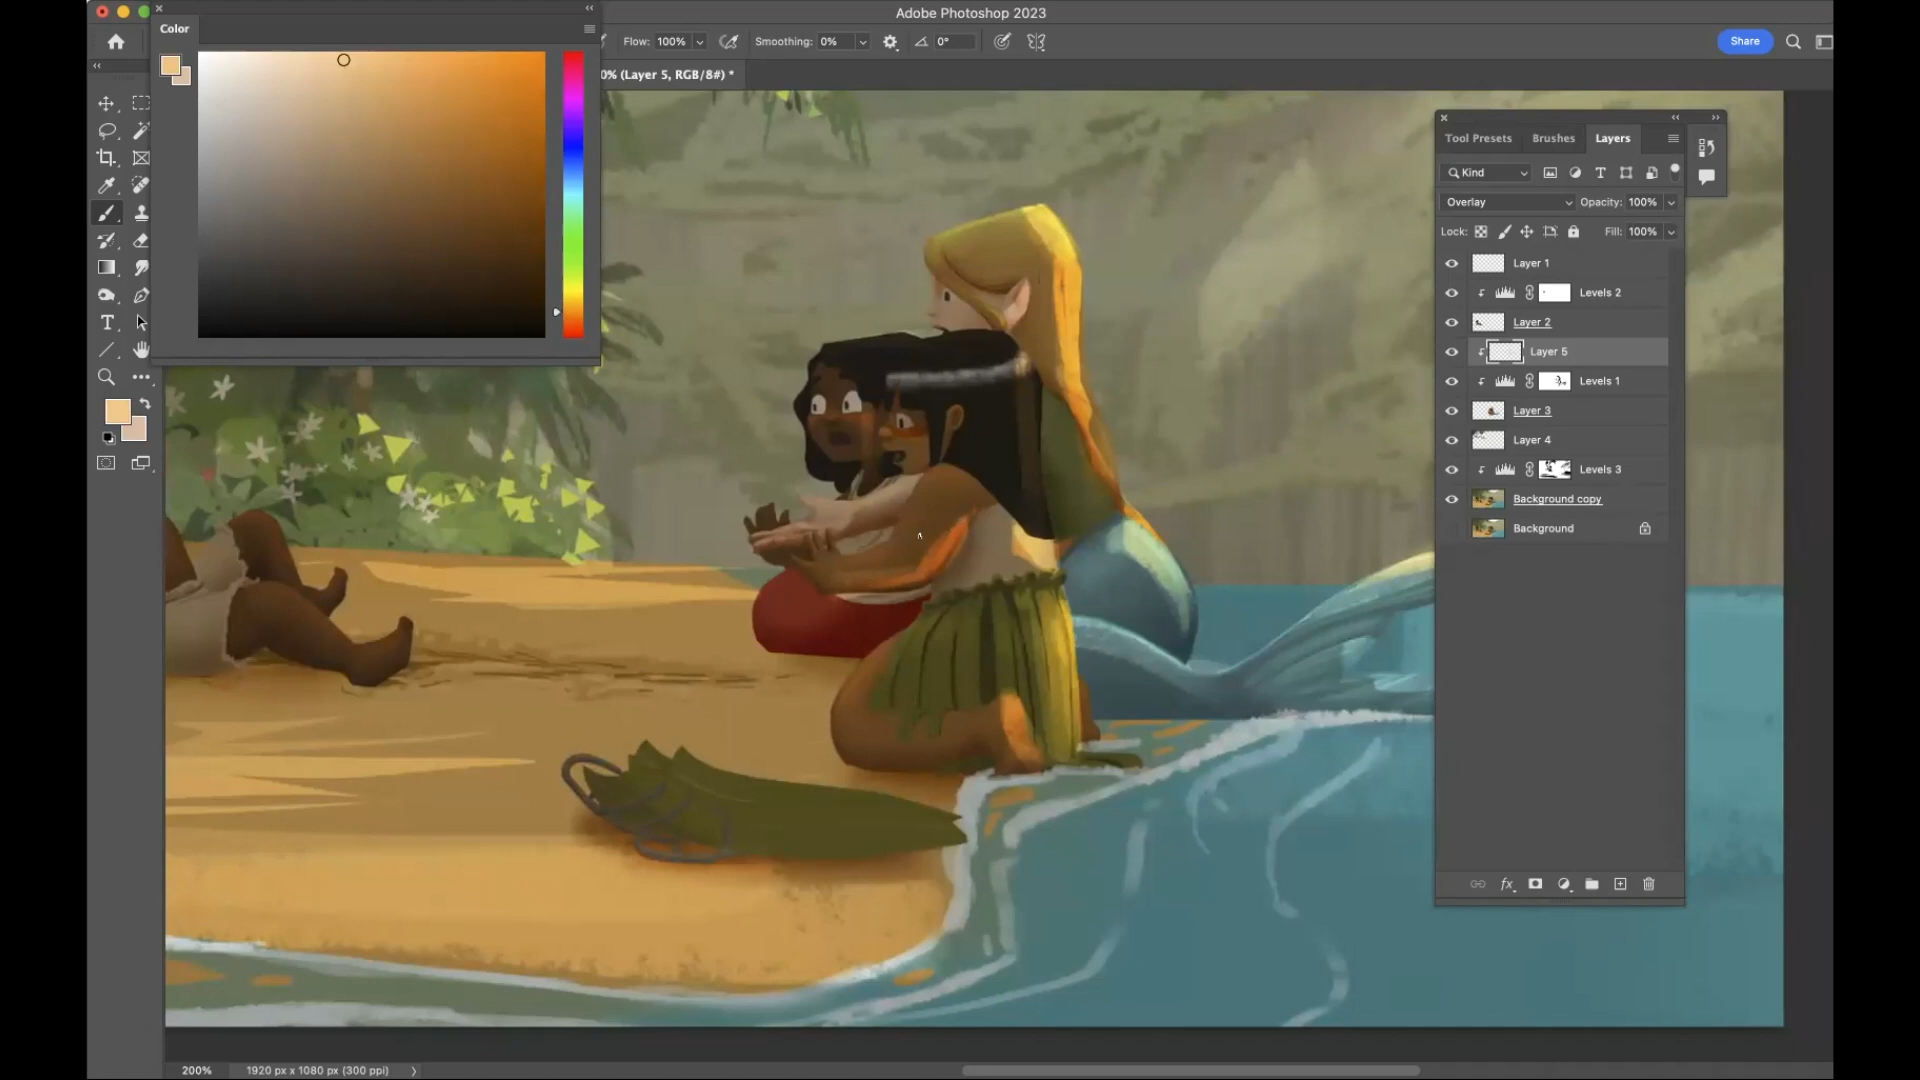 Adobe Photoshop 2023
Color
Flow: 100%
Smoothing: 0%
0°
Share
0% (Layer 5, RGB/8#) *
Tool Presets
Brushes
Layers
Kind
Overlay
Opacity: 100%
Lock:
Fill: 100%
Layer 1
Levels 2
Layer 2
Layer 5
Levels 1
Layer 3
Layer 4
Levels 3
Background copy
Background
200%
1920 px x 1080 px (300 ppi)